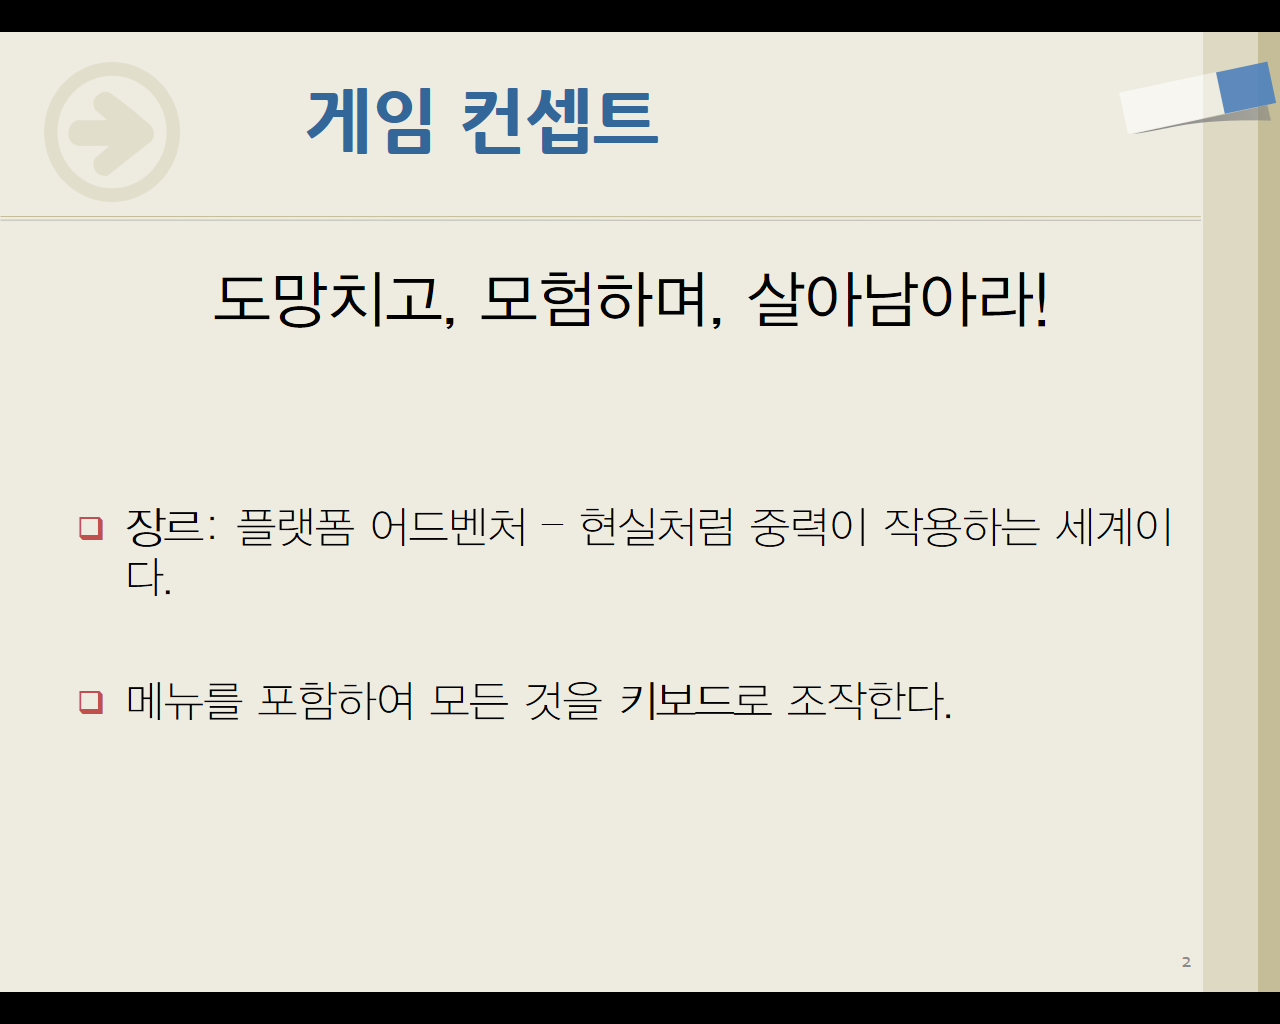 게임 컨셉트
도망치고, 모험하며, 살아남아라!
❑ 장르: 플랫폼 어드벤처 – 현실처럼 중력이 작용하는 세계이
다.
❑ 메뉴를 포함하여 모든 것을 키보드로 조작한다.
2